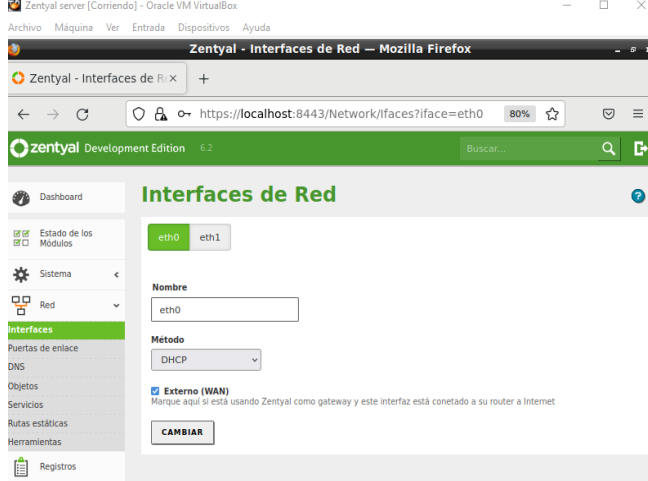 Zentyal server [Corriendo] - Oracle VM VirtualBox
Archivo Máquina Ver Entrada Dispositivos Ayuda
Zentyal - Interfaces de Red — Mozilla Firefox
Zentyal - Interfaces de R
https://localhost:8443/Network/Ifaces?iface=eth0 80%
zentyal Development Edition 6.2 Buscar...
Dashboard
Estado de los
Módulos
Sistema
Red
Interfaces
Puertas de enlace
DNS
Objetos
Servicios
Rutas estáticas
Herramientas
Registros
Interfaces de Red
eth0 eth1
Nombre
eth0
Método
DHCP
Externo (WAN)
Marque aquí si está usando Zentyal como gateway y este interfaz está conetado a su router a Internet
CAMBIAR